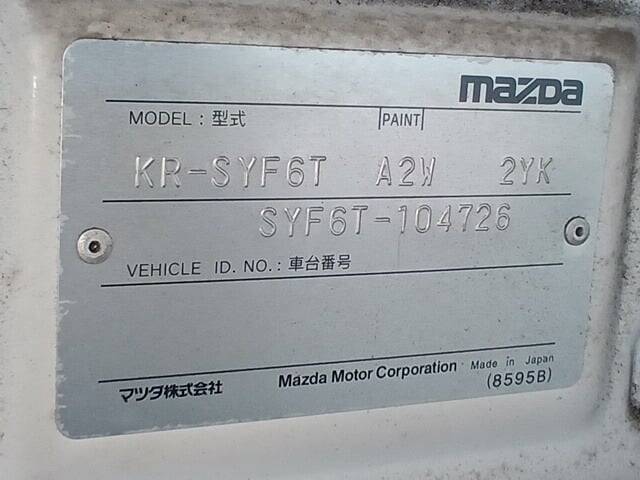 mazda
MODEL : 型式 PAINT
KR-SYF6T A2W 2YK
SYF6T-104726
VEHICLE ID. NO. : 車台番号
マツダ株式会社 Mazda Motor Corporation Made in Japan
(8595B)